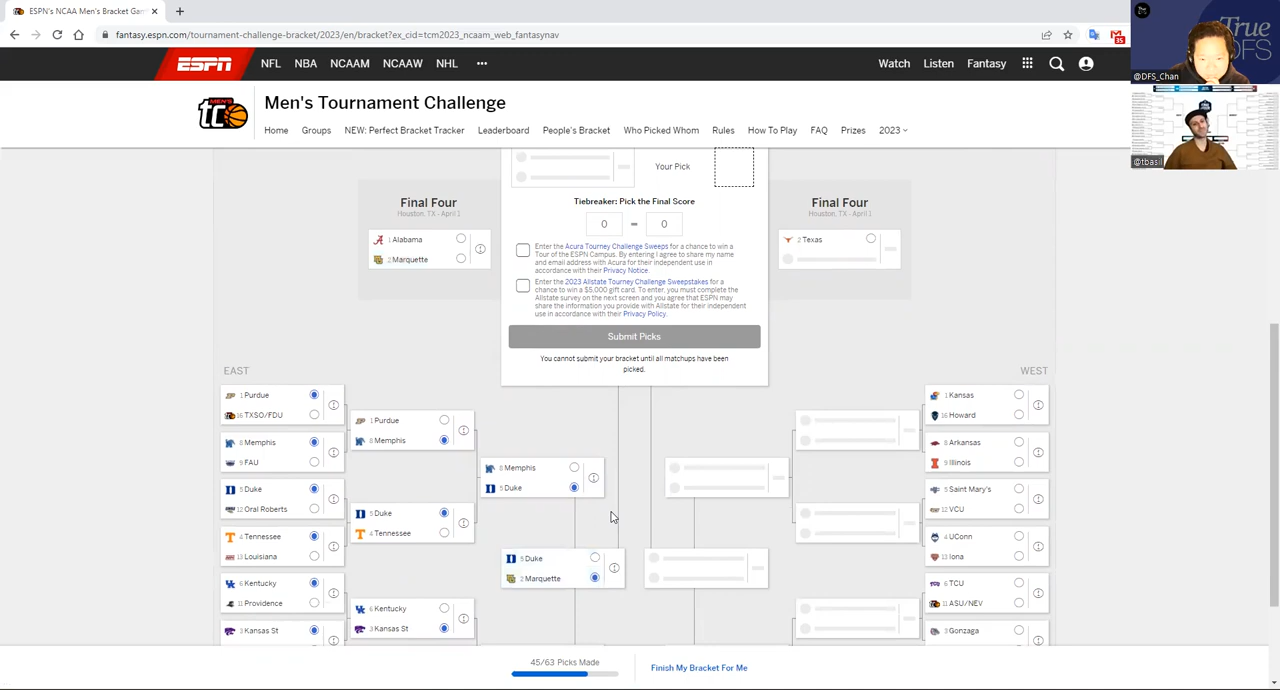 ESPN's NCAA Men's Bracket Gam
fantasy.espn.com/tournament-challenge-bracket/2023/en/bracket?ex_cid=tcm2023_ncaam_web_fantasynav
35
True
DFS
@DFS_Chan
@tbasil
ESPN NFL NBA NCAAM NCAAW NHL ••• Watch Listen Fantasy
MEN'S
tc
Men's Tournament Challenge
Home Groups Leaderboard People's Bracket Who Picked Whom Rules How To Play FAQ Prizes 2023
Your Pick
Tiebreaker: Pick the Final Score
0 = 0
Final Four
Houston, TX - April 1
1 Alabama
2 Marquette
Final Four
Houston, TX - April 1
2 Texas
Enter the Acura Tourney Challenge Sweeps for a chance to win a
Tour of the ESPN Campus. By entering I agree to share my name
and email address with Acura for their independent use in
accordance with their Privacy Notice.
Enter the 2023 Allstate Tourney Challenge Sweepstakes for a
chance to win a $5,000 gift card. To enter, you must complete the
Allstate survey on the next screen and you agree that ESPN may
share the information you provide with Allstate for their independent
use in accordance with their Privacy Policy.
Submit Picks
You cannot submit your bracket until all matchups have been
picked.
EAST
1 Purdue
16 TXSO/FDU
8 Memphis
9 FAU
5 Duke
12 Oral Roberts
4 Tennessee
13 Louisiana
6 Kentucky
11 Providence
3 Kansas St
1 Purdue
8 Memphis
5 Duke
4 Tennessee
6 Kentucky
3 Kansas St
8 Memphis
5 Duke
5 Duke
2 Marquette
WEST
1 Kansas
16 Howard
8 Arkansas
9 Illinois
5 Saint Mary's
12 VCU
4 UConn
13 Iona
6 TCU
11 ASU/NEV
3 Gonzaga
45/63 Picks Made
Finish My Bracket For Me